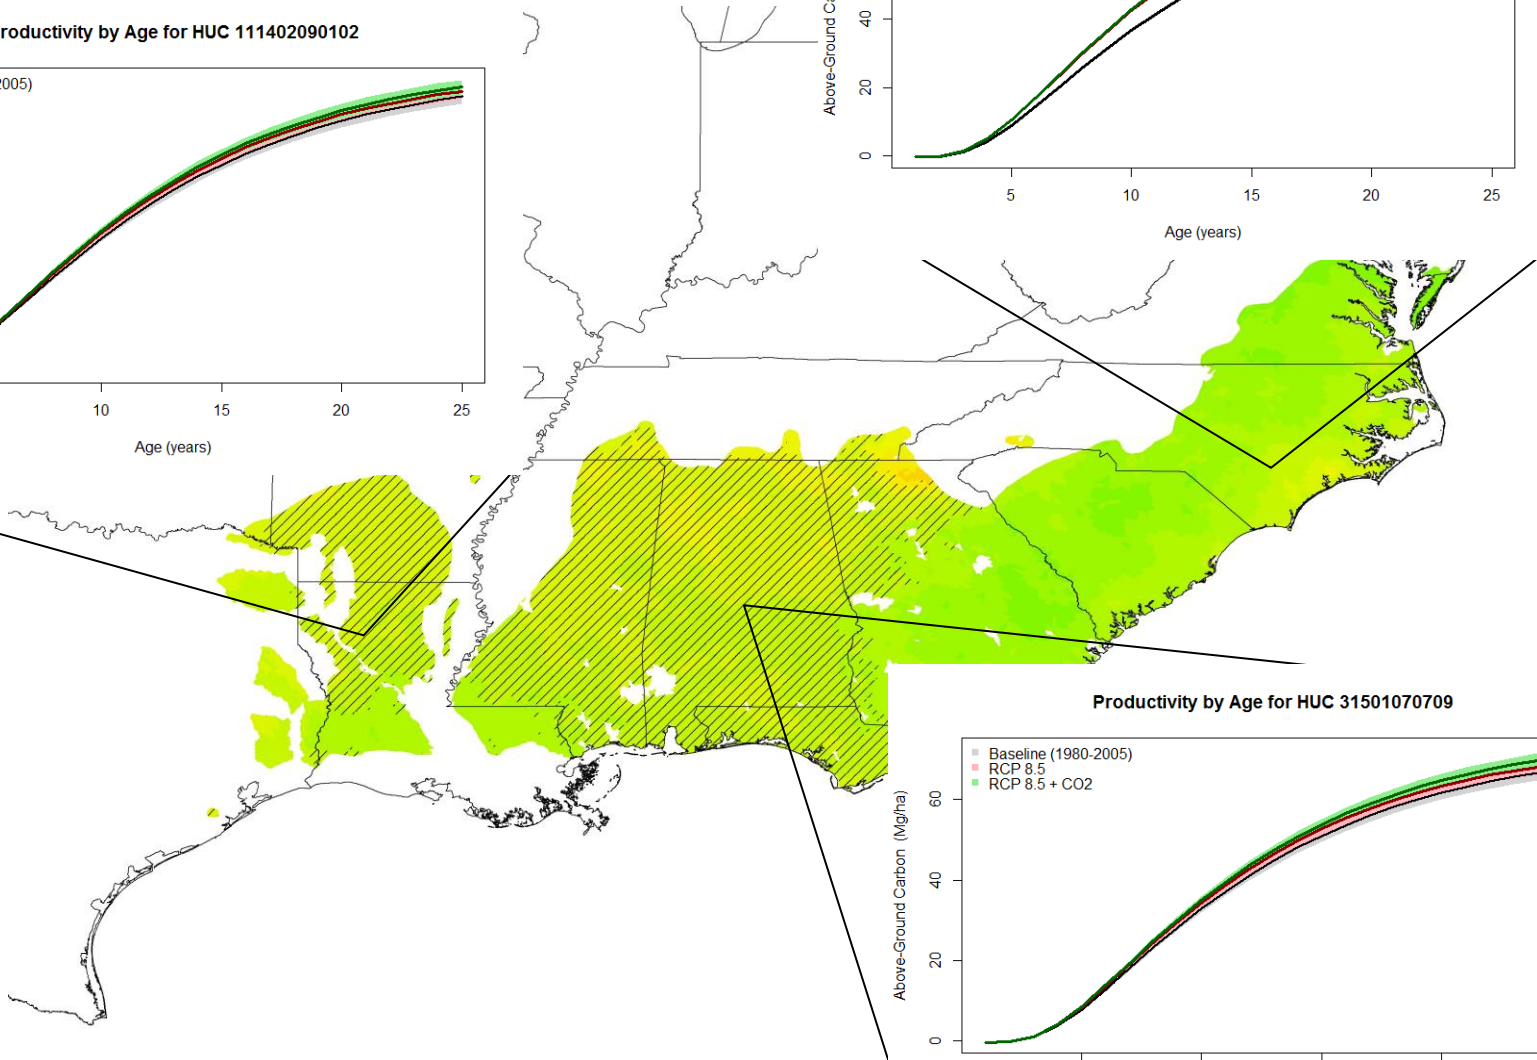 roductivity by Age for HUC 111402090102
2005)
10 15 20 25
Age (years)
Above-Ground Ca
40
20
0
5 10 15 20 25
Age (years)
Productivity by Age for HUC 31501070709
Baseline (1980-2005)
RCP 8.5
RCP 8.5 + CO2
Above-Ground Carbon (Mg/ha)
60
40
20
0